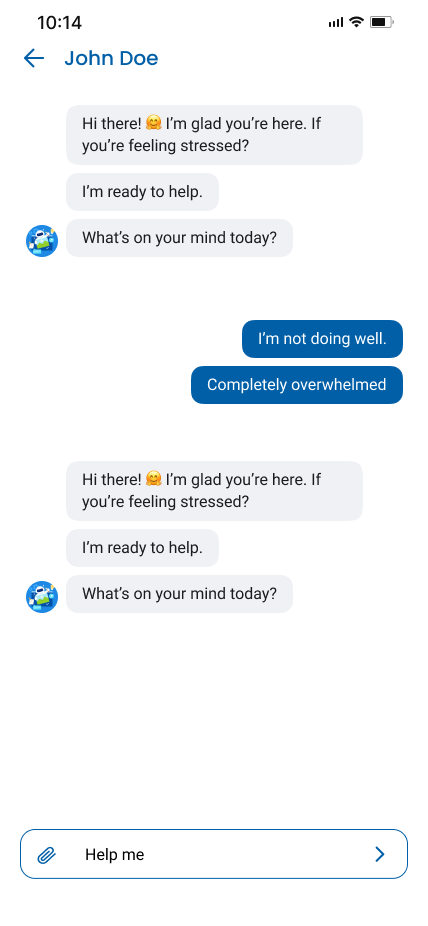 10:14
John Doe
Hi there! 🤗 I’m glad you’re here. If
you’re feeling stressed?
I’m ready to help.
What’s on your mind today?
I’m not doing well.
Completely overwhelmed
Hi there! 🤗 I’m glad you’re here. If
you’re feeling stressed?
I’m ready to help.
What’s on your mind today?
Help me